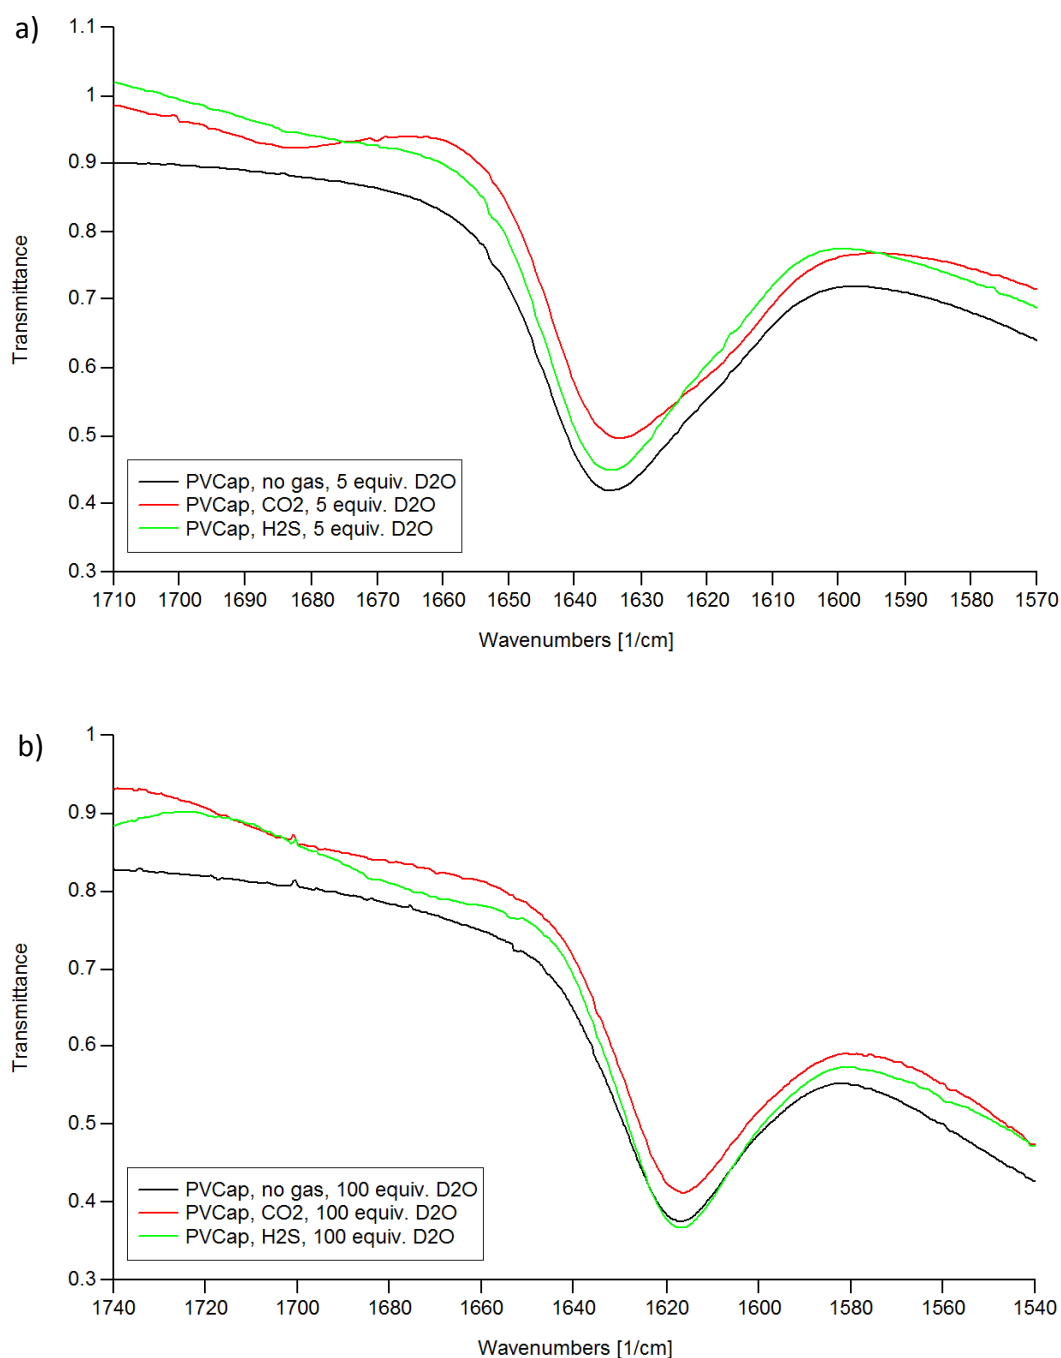 a)
1.1
1
0.9
0.8
0.7
0.6
0.5
0.4
0.3
Transmittance
PVCap, no gas, 5 equiv. D2O
PVCap, CO2, 5 equiv. D2O
PVCap, H2S, 5 equiv. D2O
1710 1700 1690 1680 1670 1660 1650 1640 1630 1620 1610 1600 1590 1580 1570
Wavenumbers [1/cm]
b)
1
0.9
0.8
0.7
0.6
0.5
0.4
0.3
Transmittance
PVCap, no gas, 100 equiv. D2O
PVCap, CO2, 100 equiv. D2O
PVCap, H2S, 100 equiv. D2O
1740 1720 1700 1680 1660 1640 1620 1600 1580 1560 1540
Wavenumbers [1/cm]